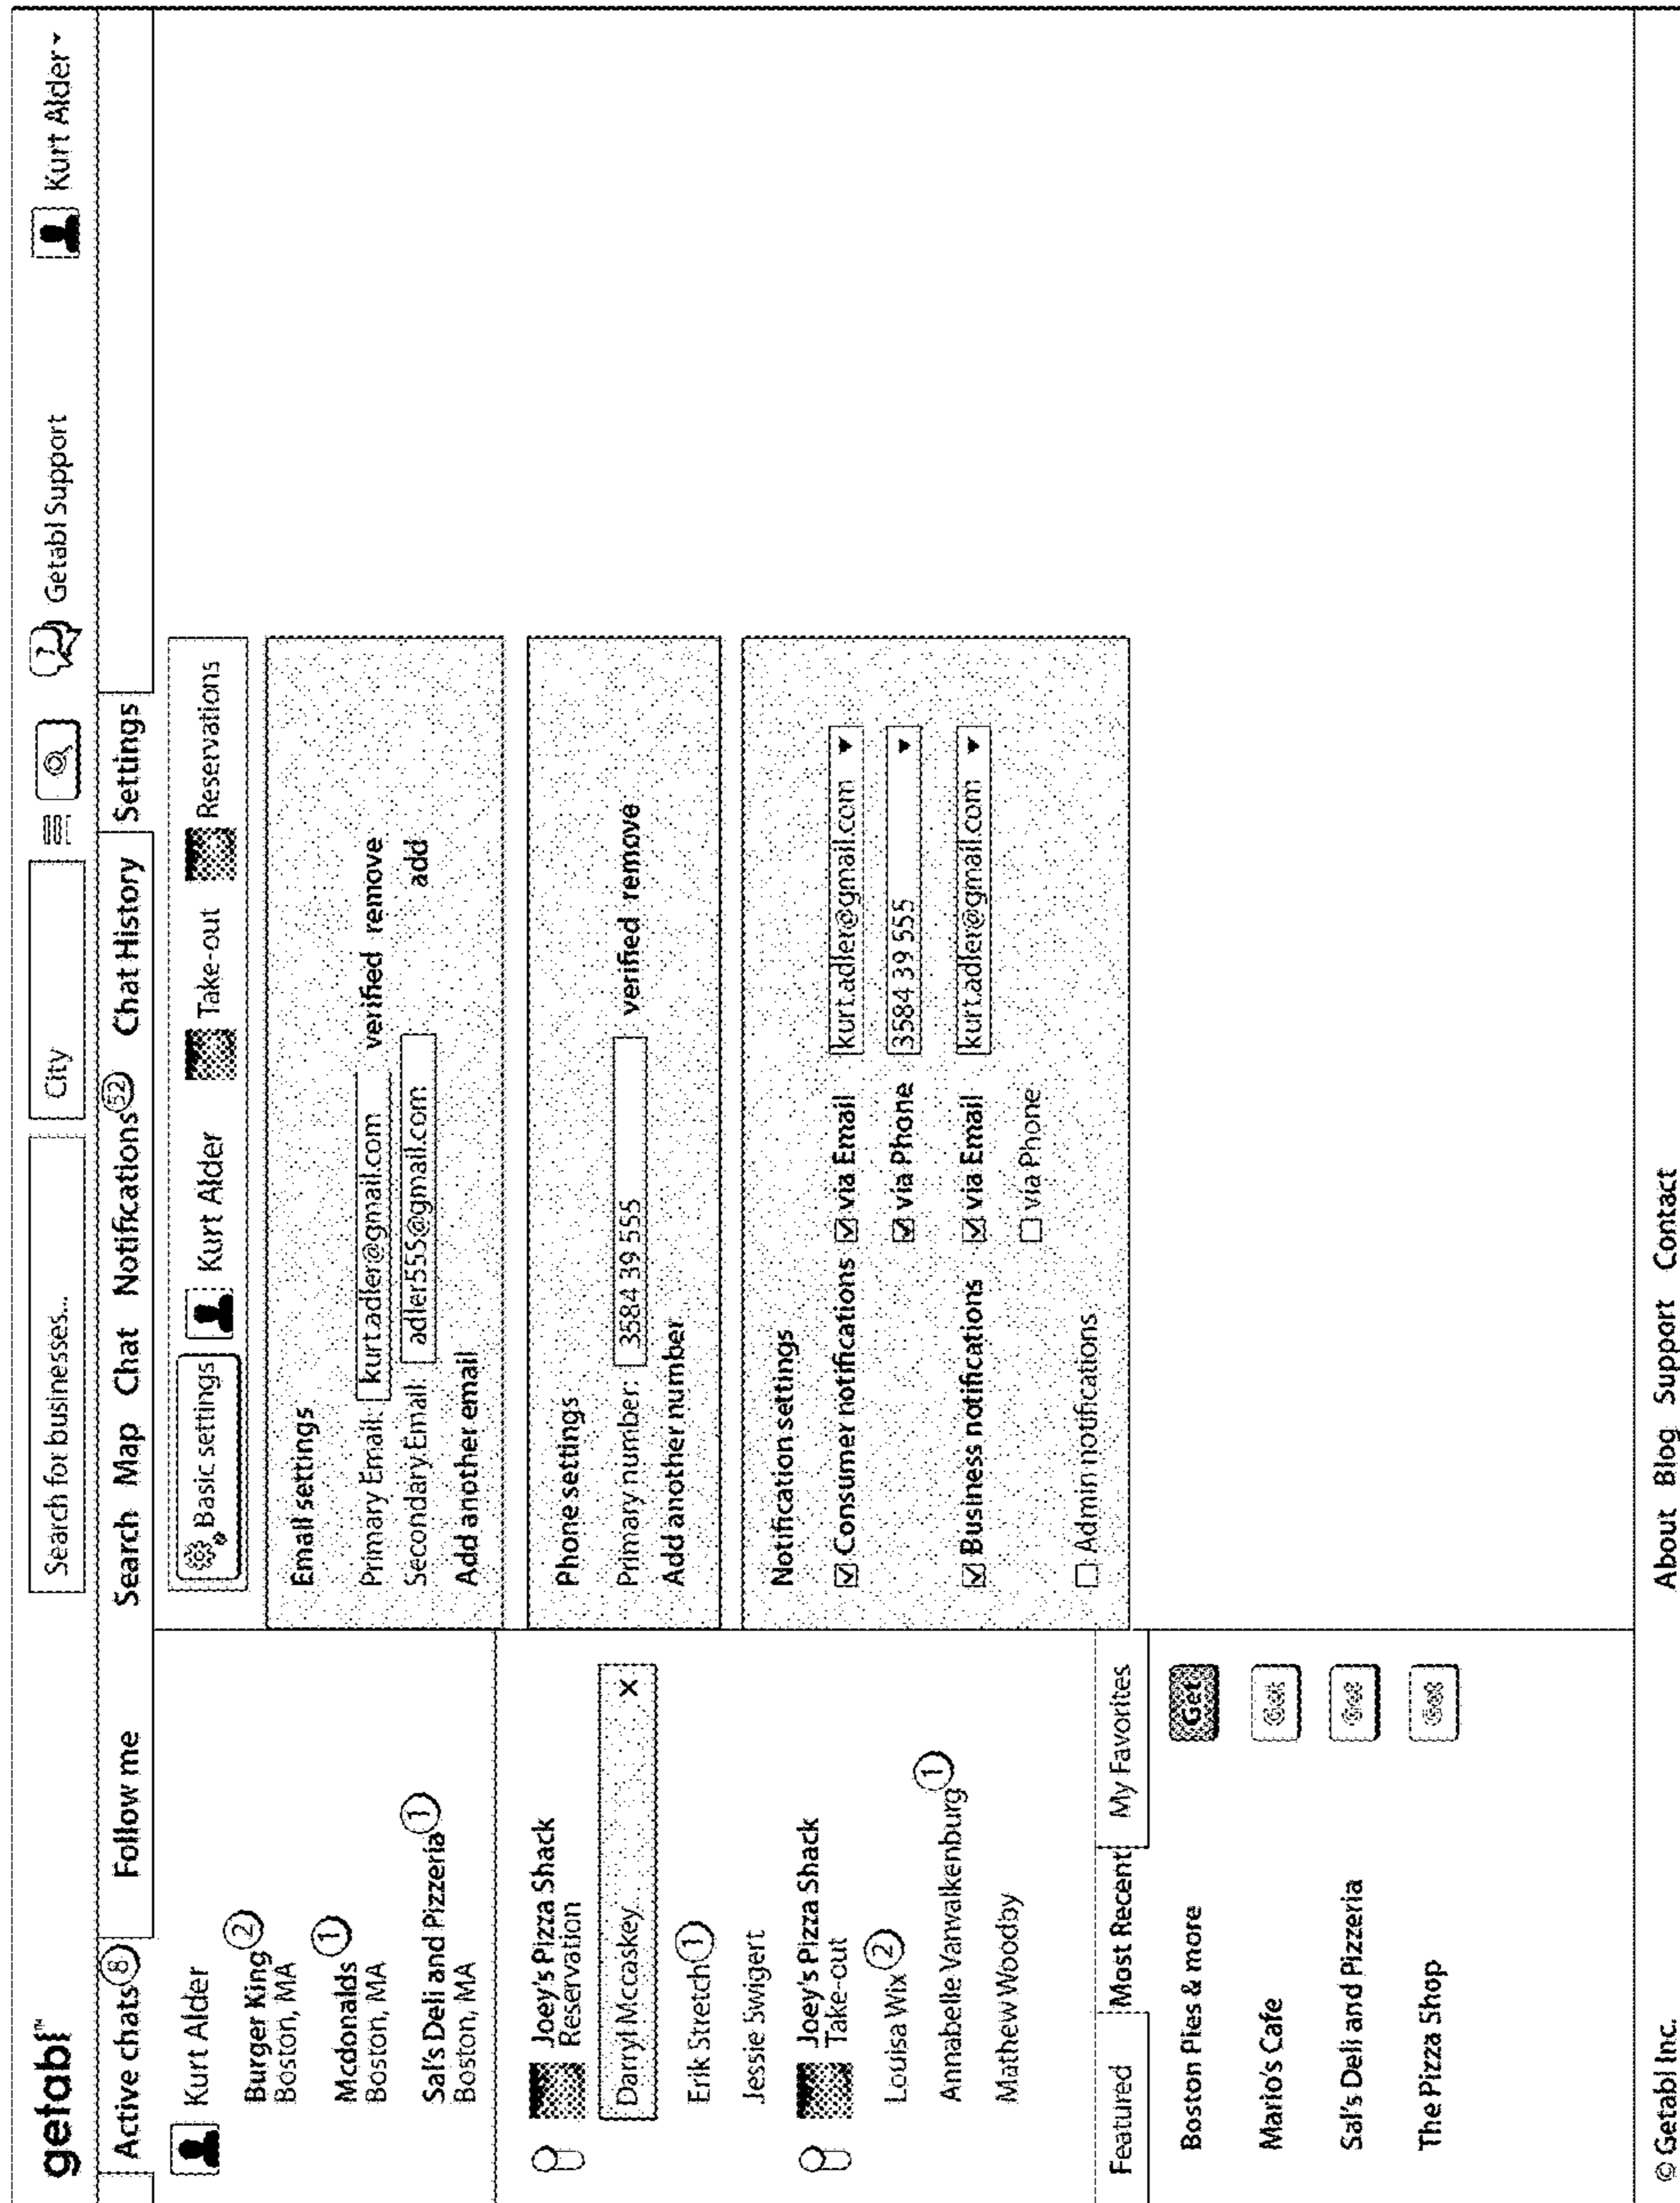 getabl™
Search for businesses...
City
Getabl Support
Kurt Alder
Active chats 8
Follow me
Search Map Chat Notifications 52 Chat History Settings
Kurt Alder
Burger King 2
Boston, MA
Mcdonalds 1
Boston, MA
Sal's Deli and Pizzeria 1
Boston, MA
Joey's Pizza Shack
Reservation
Darryl Mccaskey X
Erik Stretch 1
Jessie Swigert
Joey's Pizza Shack
Take-out
Louisa Wix 2
Annabelle Vanvalkenburg 1
Mathew Woodby
Featured Most Recent My Favorites
Boston Pies & more Get
Mario's Cafe Get
Sal's Deli and Pizzeria Get
The Pizza Shop Get
Basic settings Kurt Alder Take-out Reservations
Email settings
Primary Email: kurt.adler@gmail.com verified remove
Secondary Email: adler555@gmail.com add
Add another email
Phone settings
Primary number: 3584 39 555 verified remove
Add another number
Notification settings
Consumer notifications via Email kurt.adler@gmail.com
via Phone 3584 39 555
Business notifications via Email kurt.adler@gmail.com
via Phone
Admin notifications
© Getabl Inc.
About Blog Support Contact